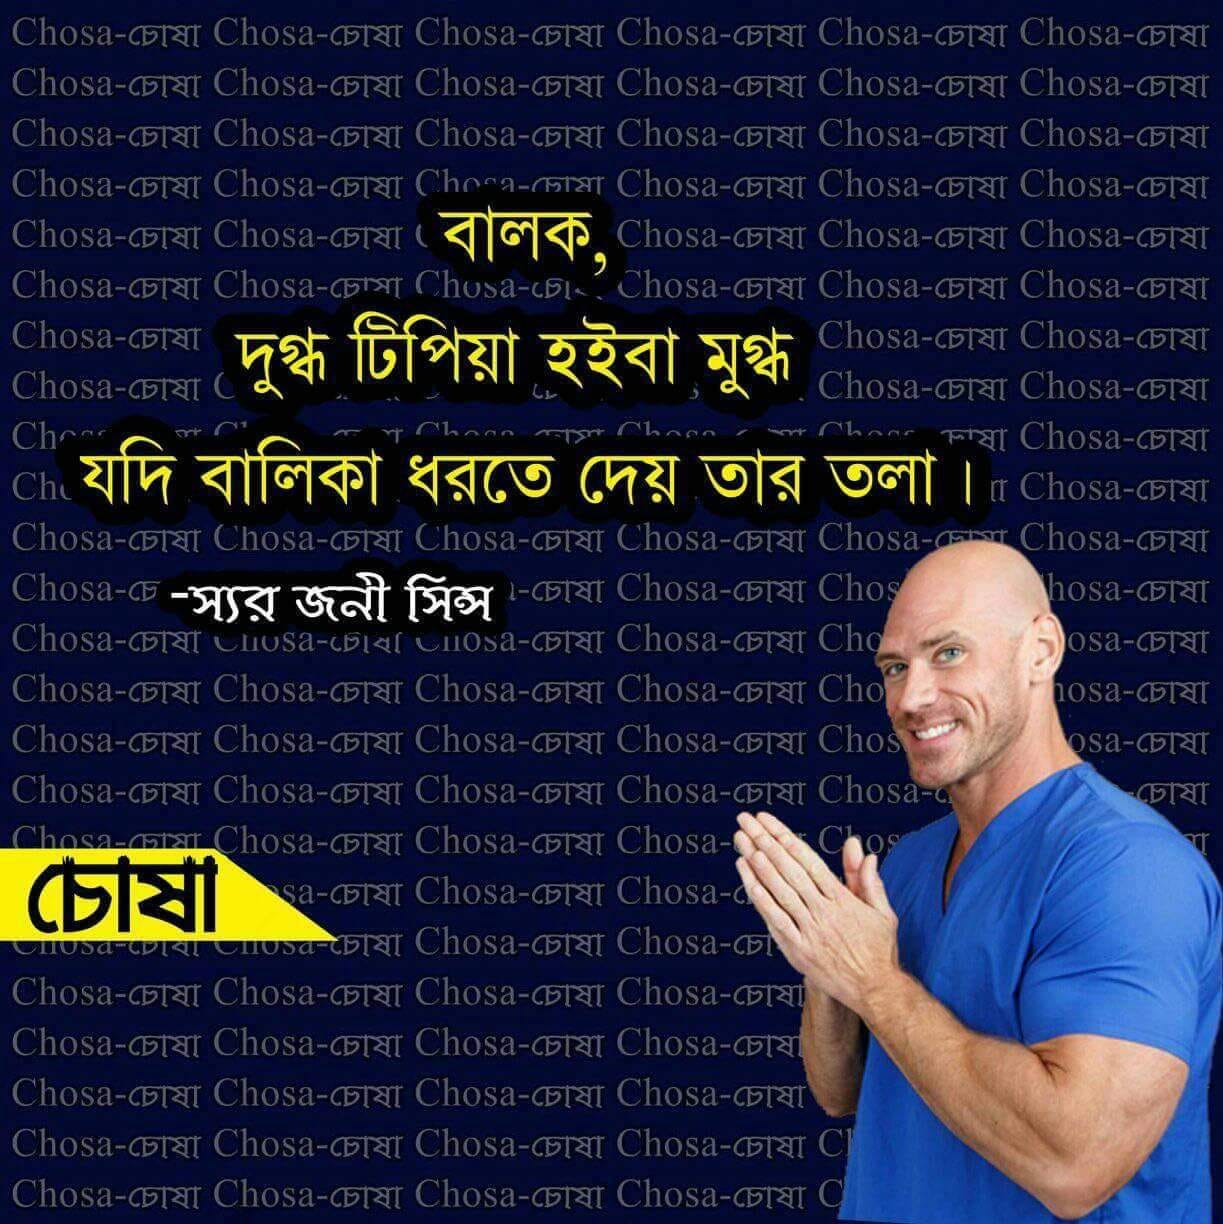 Chosa-চোষা Chosa-চোষা Chosa-চোষা Chosa-চোষা Chosa-চোষা Chosa-চোষা
বালক,
দুগ্ধ টিপিয়া হইবা মুগ্ধ
যদি বালিকা ধরতে দেয় তার তলা।
-স্যর জনী সিন্স
চোষা